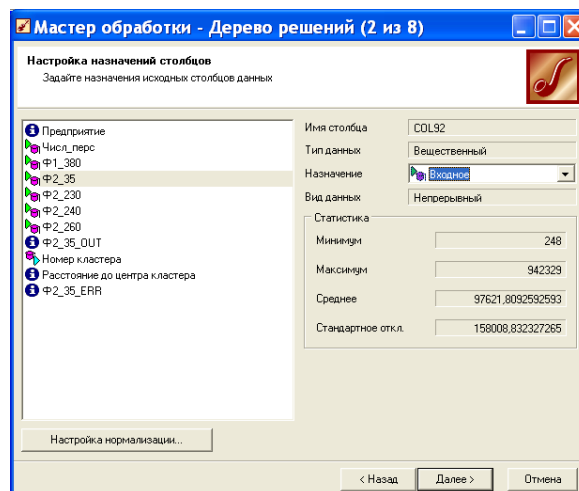 Мастер обработки - Дерево решений (2 из 8)
Настройка назначений столбцов
Задайте назначения исходных столбцов данных
Предприятие
Числ_перс
Ф1_380
Ф2_35
Ф2_230
Ф2_240
Ф2_260
Ф2_35_OUT
Номер кластера
Расстояние до центра кластера
Ф2_35_ERR
Имя столбца COL92
Тип данных Вещественный
Назначение Входное
Вид данных Непрерывный
Статистика
Минимум 248
Максимум 942329
Среднее 97621,8092592593
Стандартное откл. 158008,832327265
Настройка нормализации...
< Назад Далее > Отмена